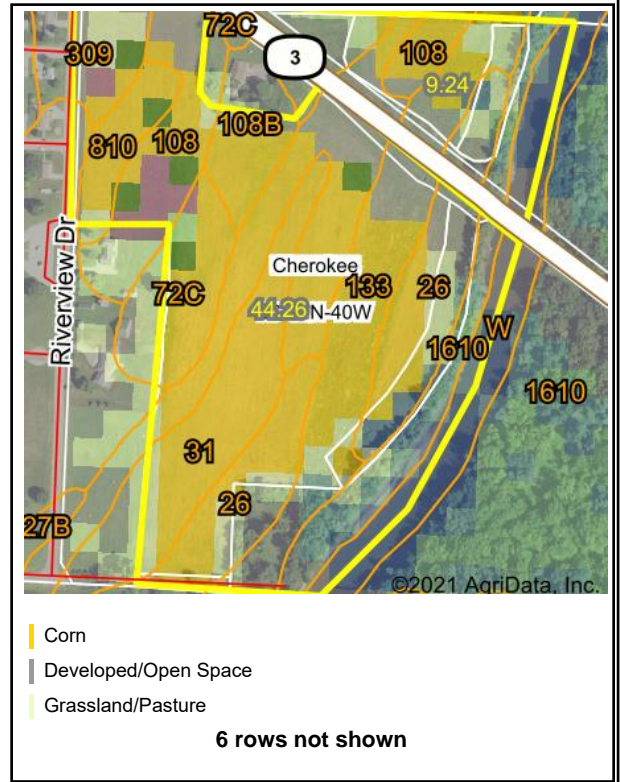 72C
309
3
108
9.24
810
108
108B
Riverview Dr
Cherokee
72C
44.26
N-40W
133
26
1610
W
1610
31
26
27B
©2021 AgriData, Inc.
Corn
Developed/Open Space
Grassland/Pasture
6 rows not shown